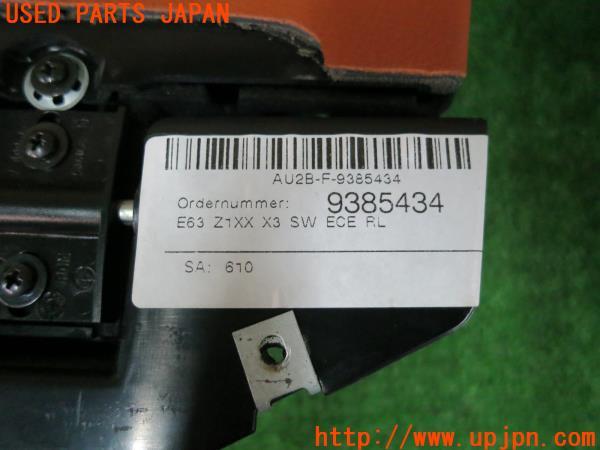 USED PARTS JAPAN
AU2B-F-9385434
Ordernummer: 9385434
E63 Z1XX X3 SW ECE RL
SA: 610
http://www.upjpn.com